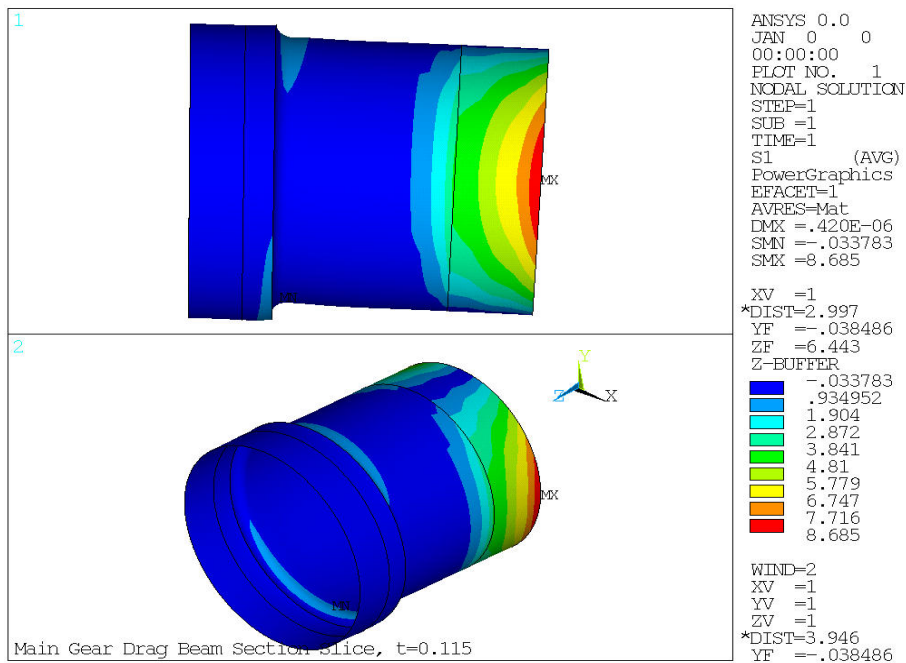 1
MX
MN
2
Y
Z
X
MX
MN
Main Gear Drag Beam Section Slice, t=0.115
ANSYS 0.0
JAN 0 0
00:00:00
PLOT NO. 1
NODAL SOLUTION
STEP=1
SUB =1
TIME=1
S1 (AVG)
PowerGraphics
EFACET=1
AVRES=Mat
DMX =.420E-06
SMN =-.033783
SMX =8.685
XV =1
*DIST=2.997
YF =-.038486
ZF =6.443
Z-BUFFER
-.033783
.934952
1.904
2.872
3.841
4.81
5.779
6.747
7.716
8.685
WIND=2
XV =1
YV =1
ZV =1
*DIST=3.946
YF =-.038486